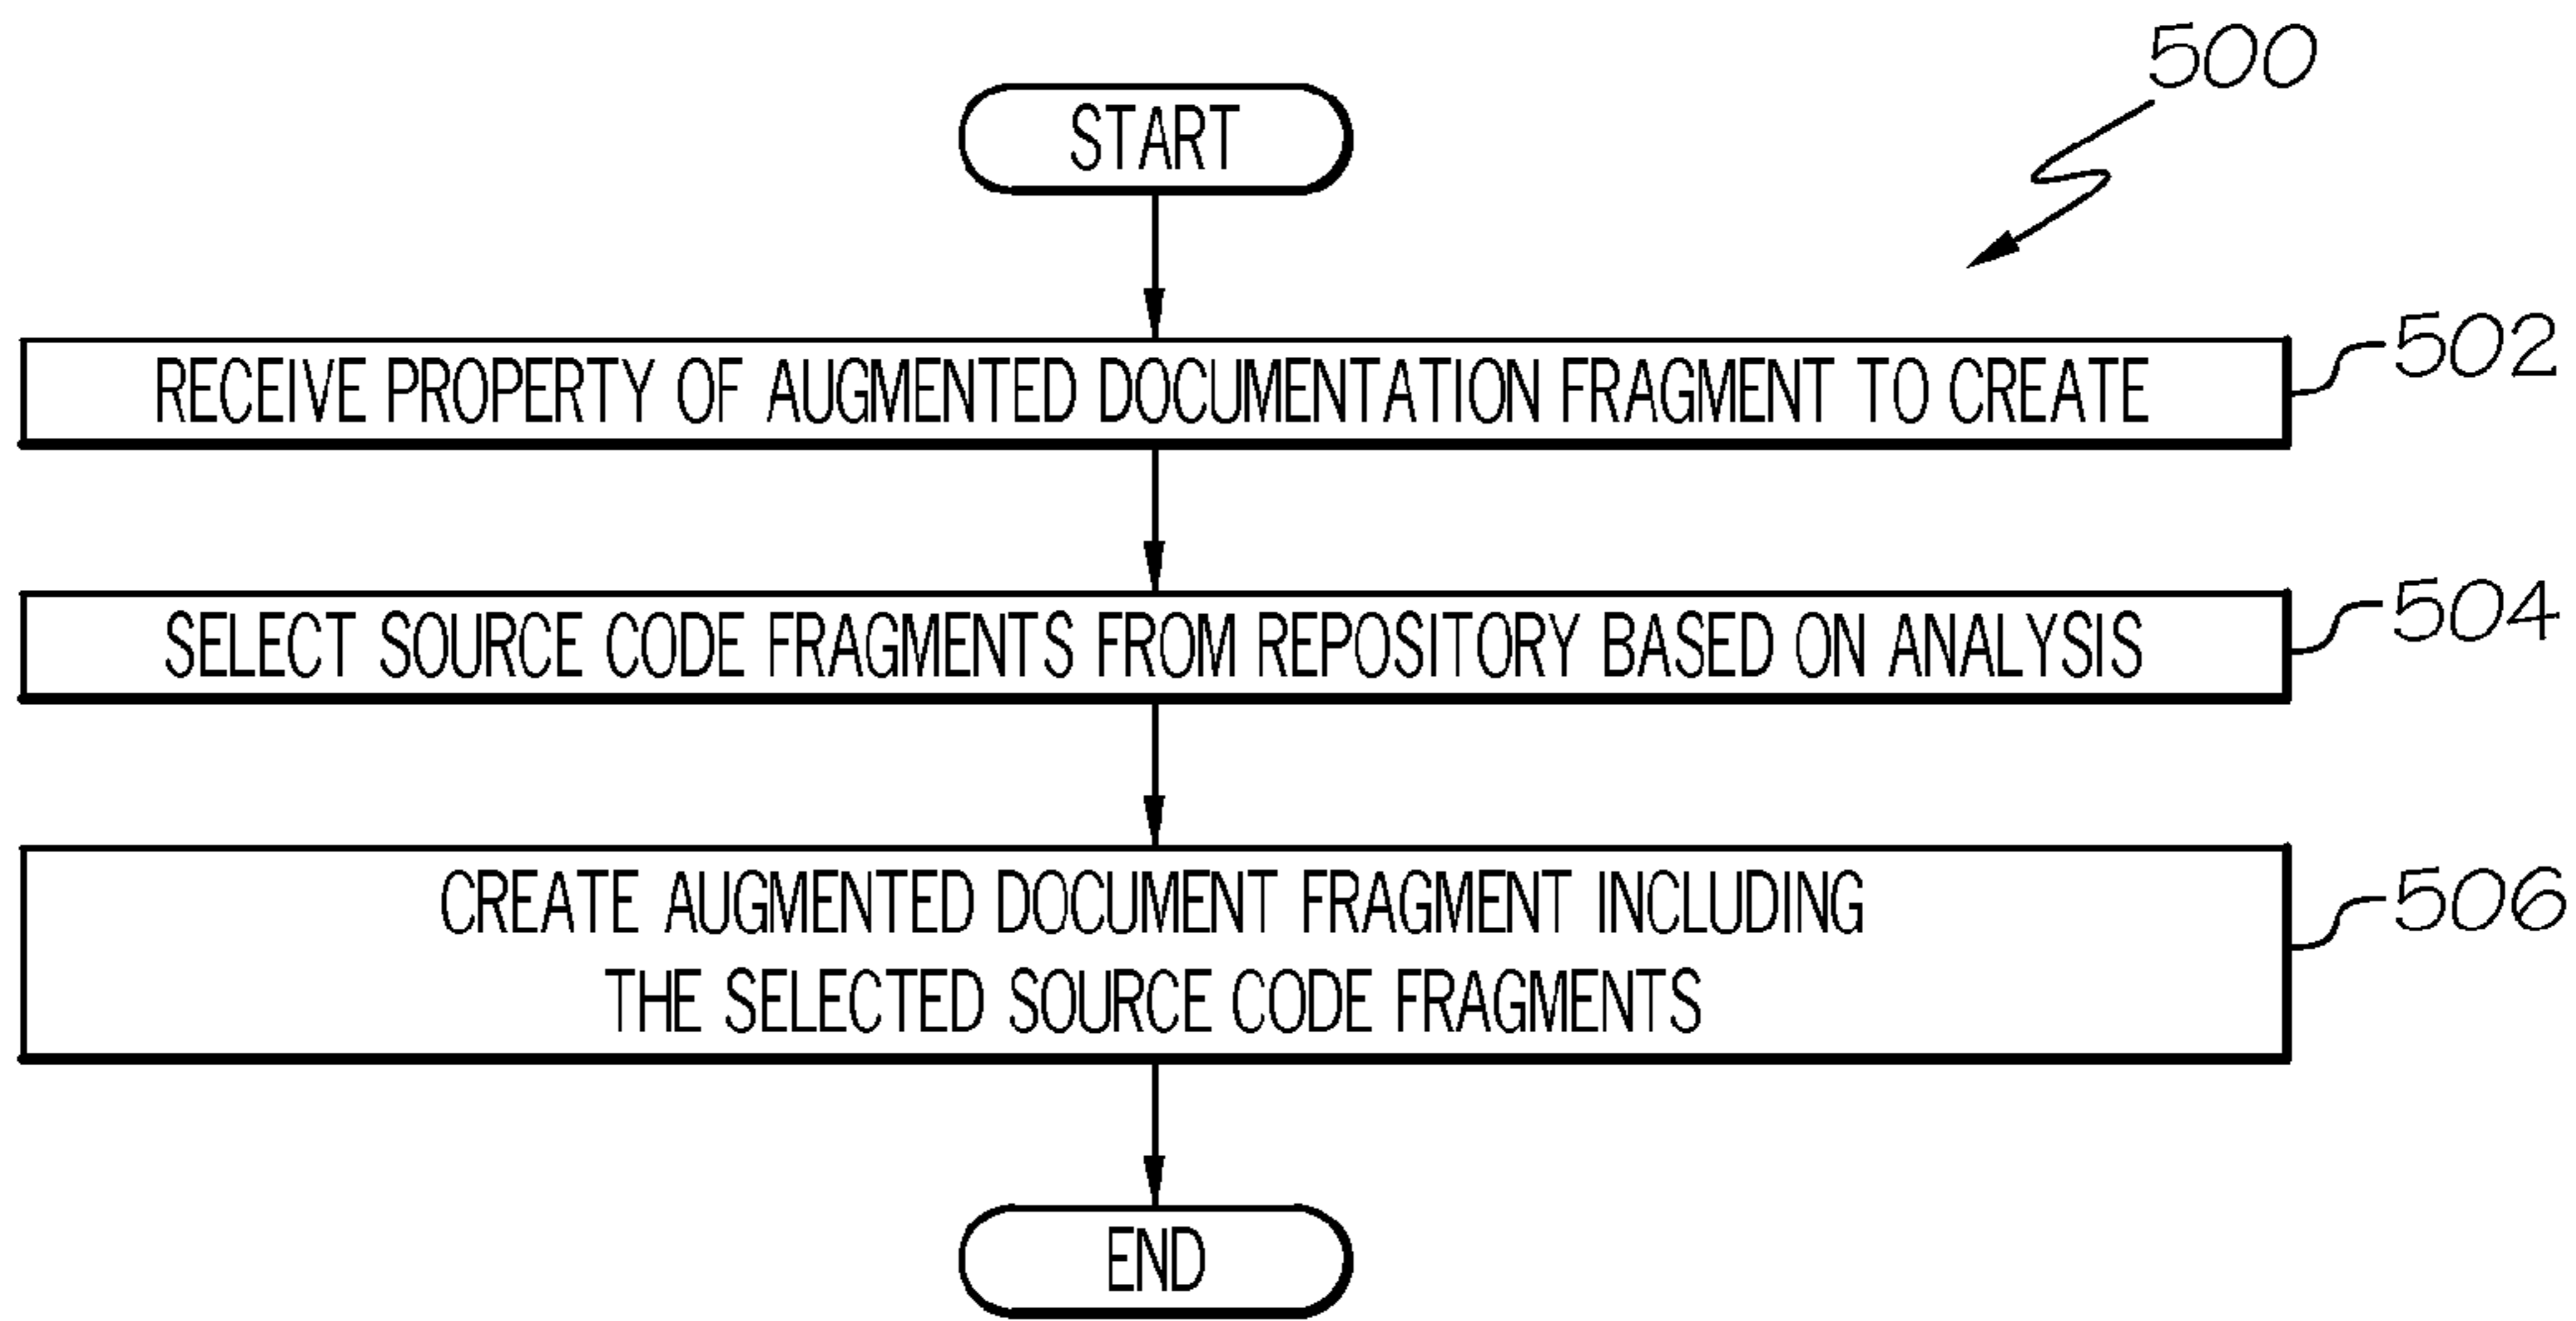 500
START
RECEIVE PROPERTY OF AUGMENTED DOCUMENTATION FRAGMENT TO CREATE
502
SELECT SOURCE CODE FRAGMENTS FROM REPOSITORY BASED ON ANALYSIS
504
CREATE AUGMENTED DOCUMENT FRAGMENT INCLUDING
THE SELECTED SOURCE CODE FRAGMENTS
506
END